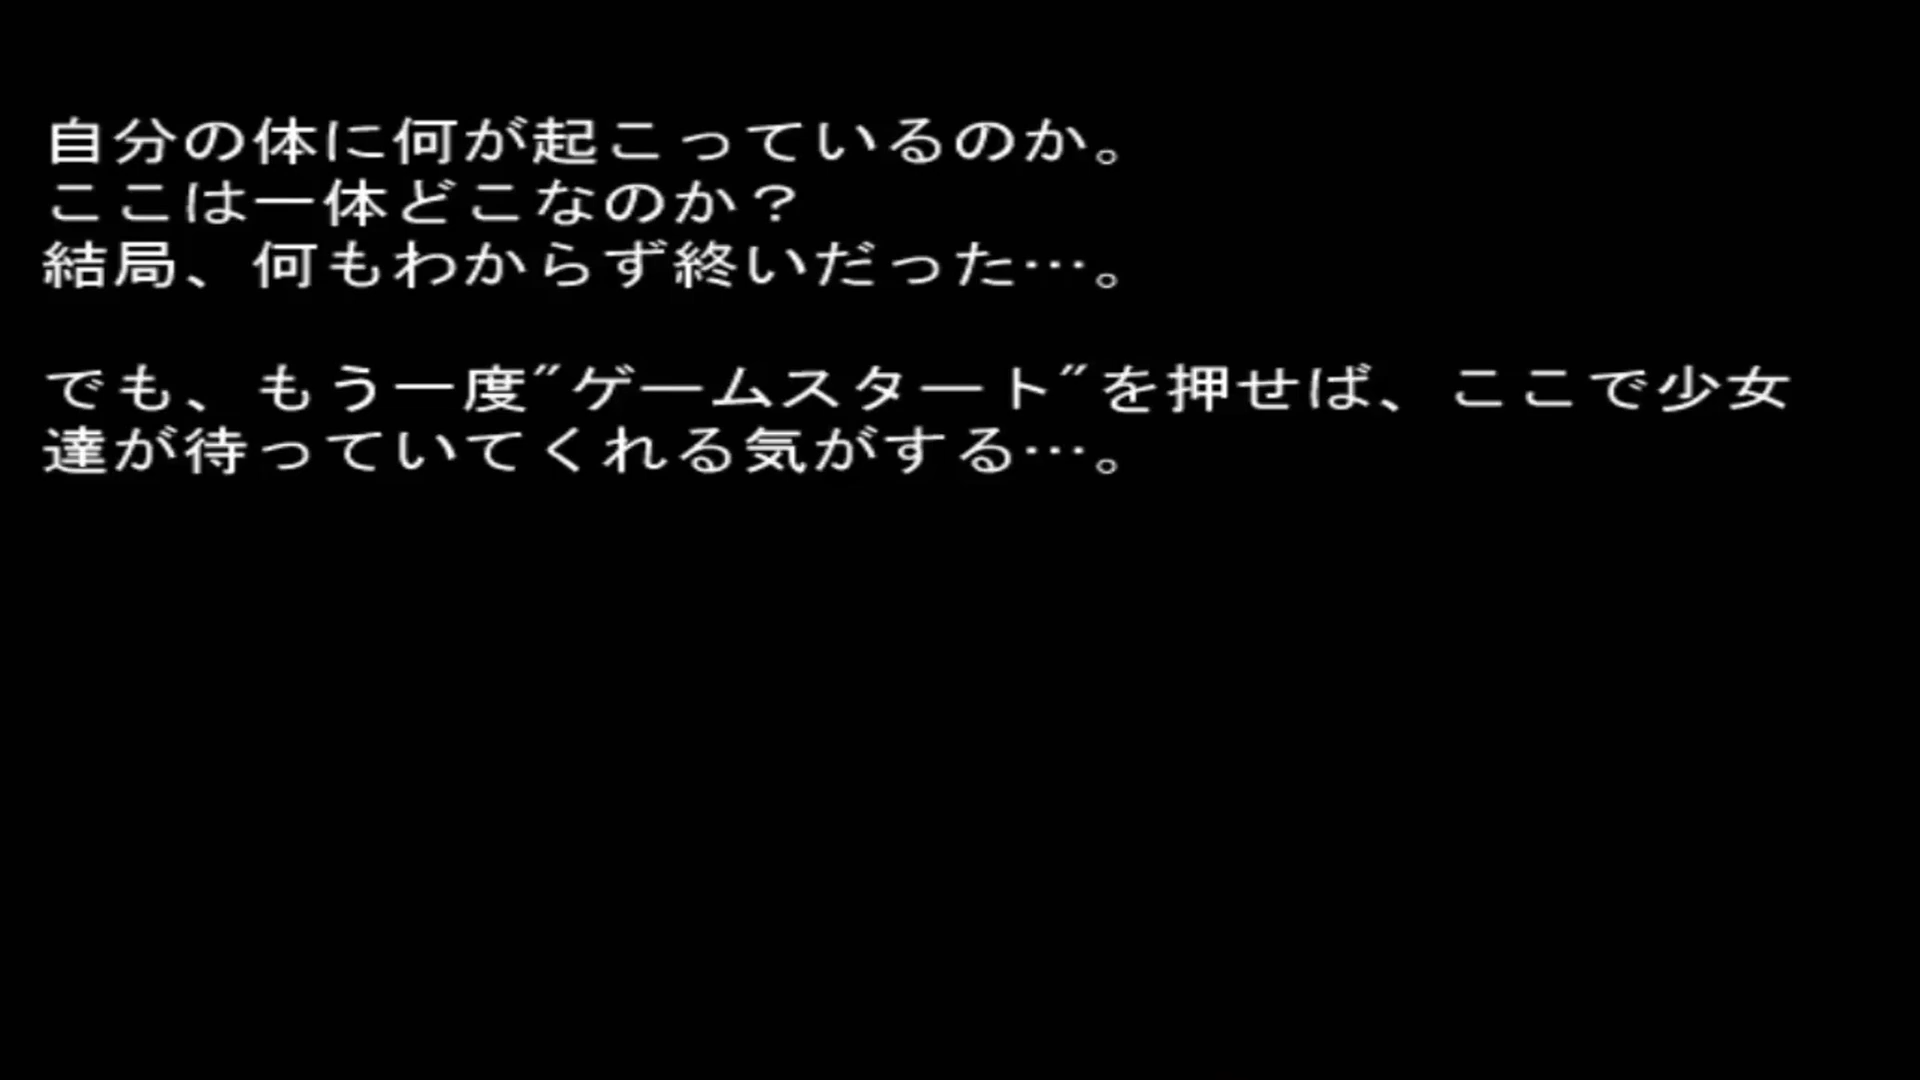 自分の体に何が起こっているのか。
ここは一体どこなのか？
結局、何もわからず終いだった…。
でも、もう一度″ゲームスタート″を押せば、ここで少女
達が待っていてくれる気がする…。